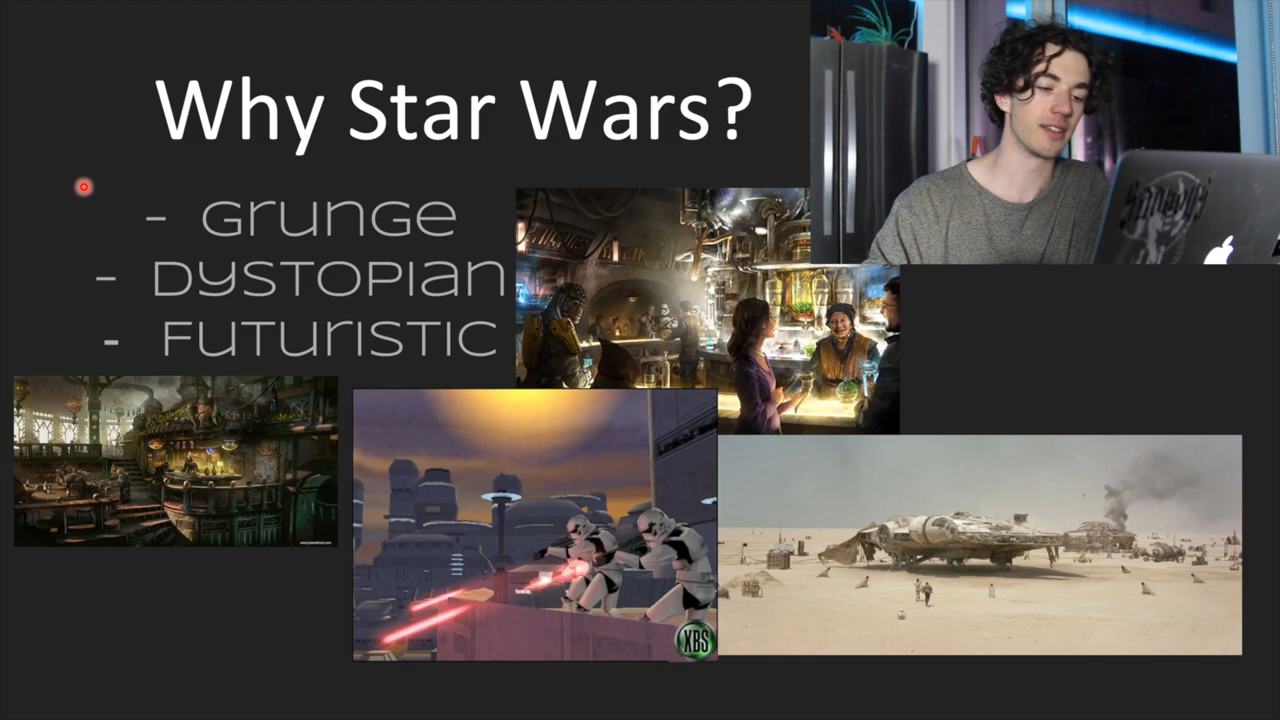 Why Star Wars?
- Grunge
- Dystopian
- Futuristic
XBS